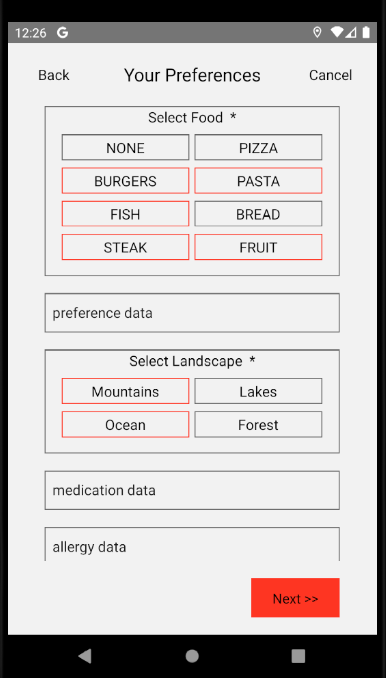 12:26 G
Back Your Preferences Cancel
Select Food *
NONE PIZZA
BURGERS PASTA
FISH BREAD
STEAK FRUIT
preference data
Select Landscape *
Mountains Lakes
Ocean Forest
medication data
allergy data
Next >>